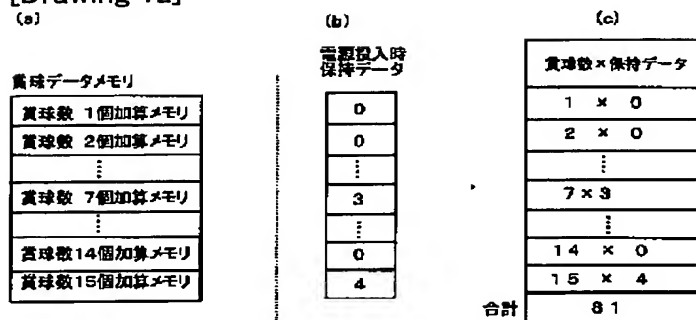 (a)
賞球データメモリ
賞球数 1個加算メモリ
賞球数 2個加算メモリ
⋮
賞球数 7個加算メモリ
⋮
賞球数14個加算メモリ
賞球数15個加算メモリ
(b)
電源投入時
保持データ
0
0
⋮
3
⋮
0
4
(c)
賞球数×保持データ
1 × 0
2 × 0
⋮
7×3
⋮
14 × 0
15 × 4
合計 81